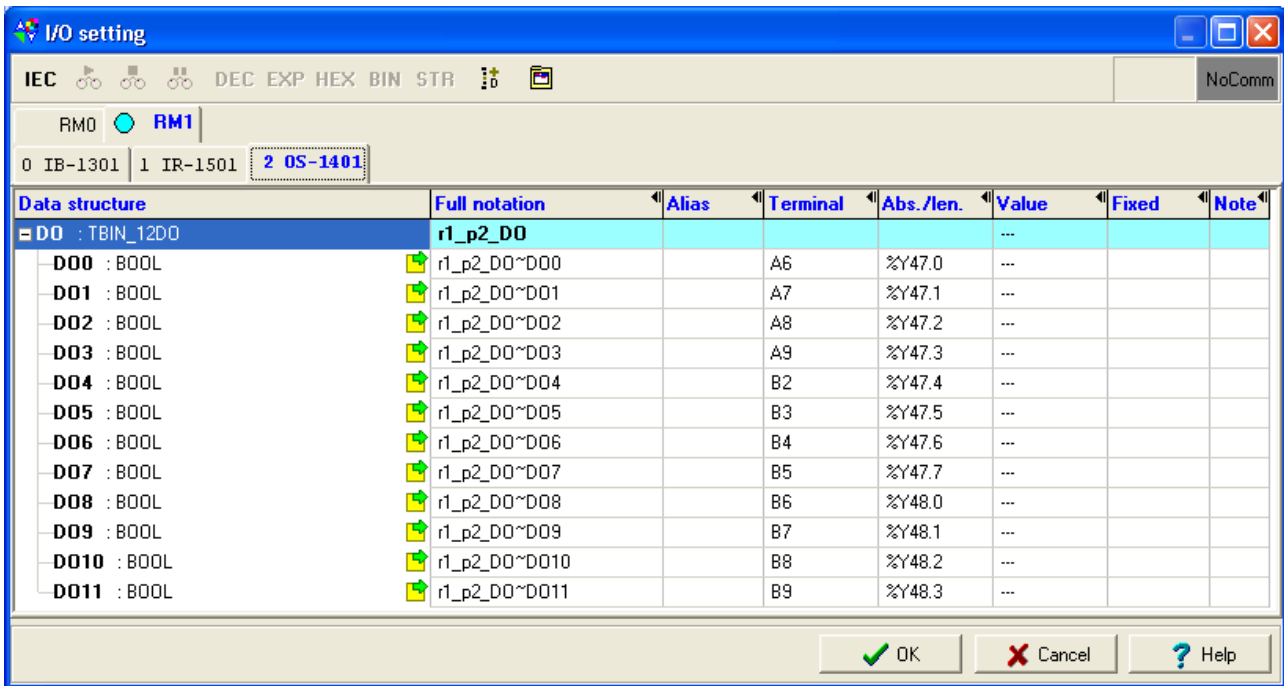 I/O setting
IEC DEC EXP HEX BIN STR NoComm
RM0 RM1
0 IB-1301 1 IR-1501 2 OS-1401
Data structure Full notation Alias Terminal Abs./len. Value Fixed Note
DO : TBIN_12DO r1_p2_DO ---
DO0 : BOOL r1_p2_DO~DO0 A6 %Y47.0 ---
DO1 : BOOL r1_p2_DO~DO1 A7 %Y47.1 ---
DO2 : BOOL r1_p2_DO~DO2 A8 %Y47.2 ---
DO3 : BOOL r1_p2_DO~DO3 A9 %Y47.3 ---
DO4 : BOOL r1_p2_DO~DO4 B2 %Y47.4 ---
DO5 : BOOL r1_p2_DO~DO5 B3 %Y47.5 ---
DO6 : BOOL r1_p2_DO~DO6 B4 %Y47.6 ---
DO7 : BOOL r1_p2_DO~DO7 B5 %Y47.7 ---
DO8 : BOOL r1_p2_DO~DO8 B6 %Y48.0 ---
DO9 : BOOL r1_p2_DO~DO9 B7 %Y48.1 ---
DO10 : BOOL r1_p2_DO~DO10 B8 %Y48.2 ---
DO11 : BOOL r1_p2_DO~DO11 B9 %Y48.3 ---
OK Cancel Help